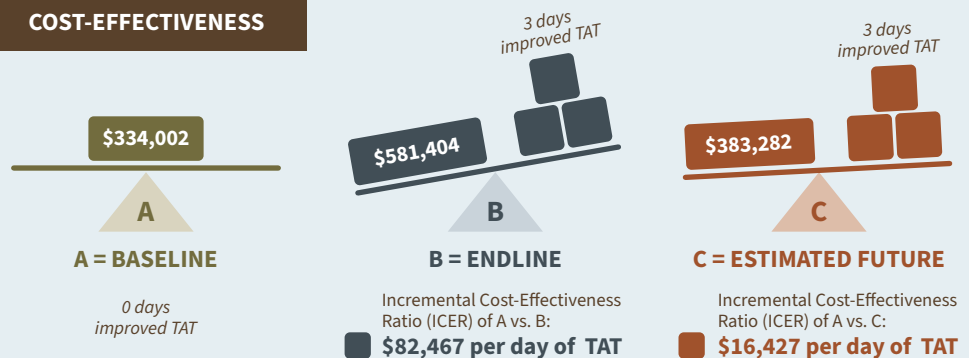 COST-EFFECTIVENESS
$334,002
A
A = BASELINE
0 days
improved TAT
3 days
improved TAT
$581,404
B
B = ENDLINE
Incremental Cost-Effectiveness
Ratio (ICER) of A vs. B:
$82,467 per day of TAT
3 days
improved TAT
$383,282
C
C = ESTIMATED FUTURE
Incremental Cost-Effectiveness
Ratio (ICER) of A vs. C:
$16,427 per day of TAT